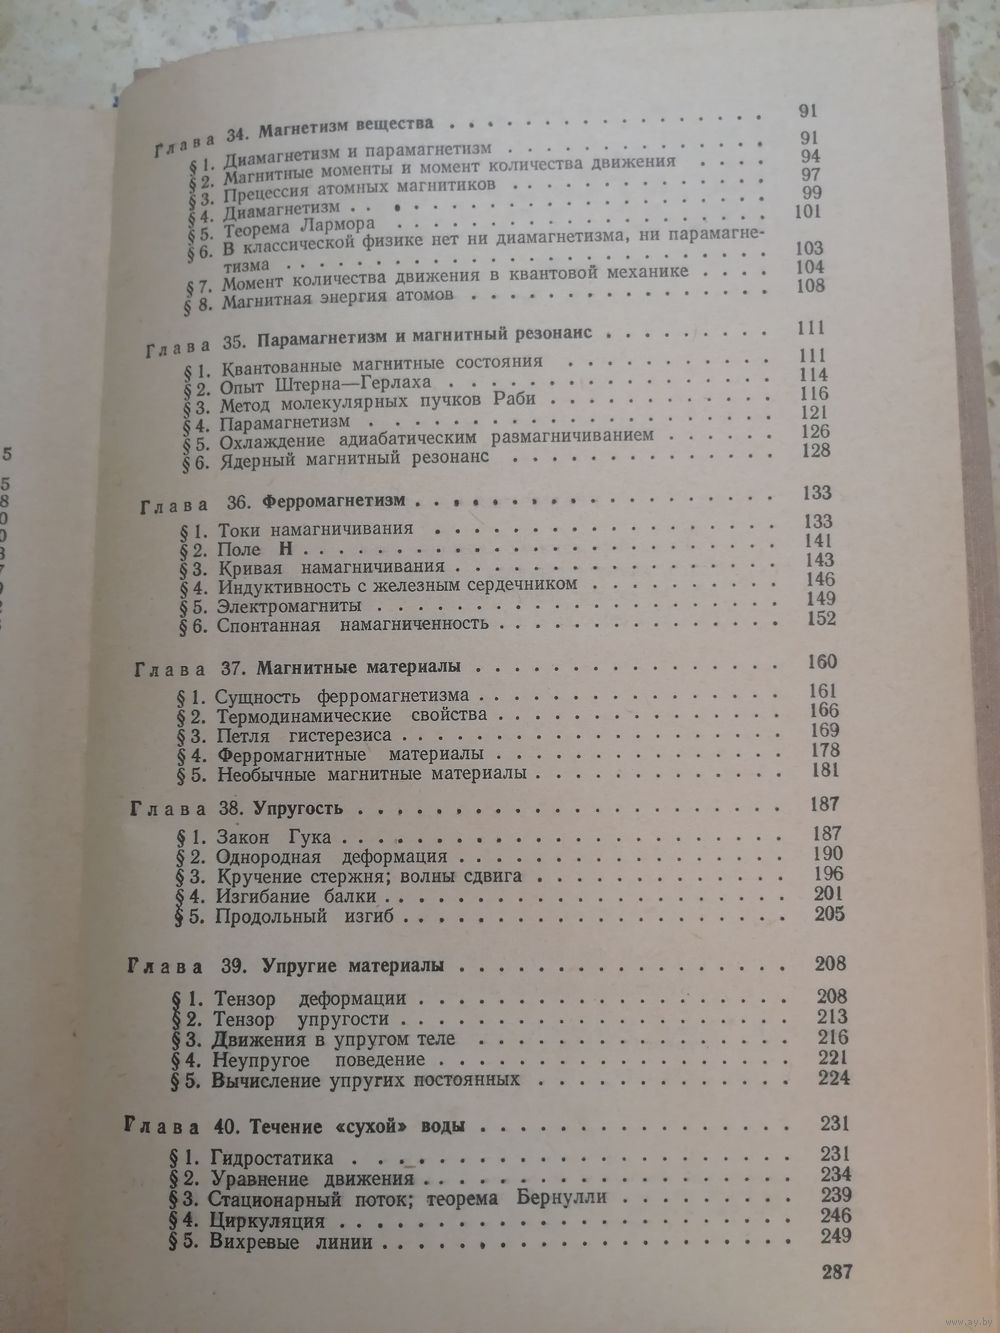 Глава 34. Магнетизм вещества . . . . . . . . . . . . . . . . . 91
§ 1. Диамагнетизм и парамагнетизм . . . . . . . . . . . . . . 91
§ 2. Магнитные моменты и момент количества движения . . . . 94
§ 3. Прецессия атомных магнитиков . . . . . . . . . . . . . . 97
§ 4. Диамагнетизм . . . . . . . . . . . . . . . . . . . . . . 99
§ 5. Теорема Лармора . . . . . . . . . . . . . . . . . . . . 101
§ 6. В классической физике нет ни диамагнетизма, ни парамагне-
тизма . . . . . . . . . . . . . . . . . . . . . . . . . 103
§ 7. Момент количества движения в квантовой механике . . . . 104
§ 8. Магнитная энергия атомов . . . . . . . . . . . . . . . . 108
Глава 35. Парамагнетизм и магнитный резонанс . . . . . . . . . 111
§ 1. Квантованные магнитные состояния . . . . . . . . . . . 111
§ 2. Опыт Штерна—Герлаха . . . . . . . . . . . . . . . . . 114
§ 3. Метод молекулярных пучков Раби . . . . . . . . . . . . 116
§ 4. Парамагнетизм . . . . . . . . . . . . . . . . . . . . . 121
§ 5. Охлаждение адиабатическим размагничиванием . . . . . . 126
§ 6. Ядерный магнитный резонанс . . . . . . . . . . . . . . 128
Глава 36. Ферромагнетизм . . . . . . . . . . . . . . . . . . . 133
§ 1. Токи намагничивания . . . . . . . . . . . . . . . . . . 133
§ 2. Поле Н . . . . . . . . . . . . . . . . . . . . . . . . . 141
§ 3. Кривая намагничивания . . . . . . . . . . . . . . . . . 143
§ 4. Индуктивность с железным сердечником . . . . . . . . . . 146
§ 5. Электромагниты . . . . . . . . . . . . . . . . . . . . . 149
§ 6. Спонтанная намагниченность . . . . . . . . . . . . . . . 152
Глава 37. Магнитные материалы . . . . . . . . . . . . . . . . 160
§ 1. Сущность ферромагнетизма . . . . . . . . . . . . . . . . 161
§ 2. Термодинамические свойства . . . . . . . . . . . . . . . 166
§ 3. Петля гистерезиса . . . . . . . . . . . . . . . . . . . . 169
§ 4. Ферромагнитные материалы . . . . . . . . . . . . . . . . 178
§ 5. Необычные магнитные материалы . . . . . . . . . . . . . 181
Глава 38. Упругость . . . . . . . . . . . . . . . . . . . . . . 187
§ 1. Закон Гука . . . . . . . . . . . . . . . . . . . . . . . 187
§ 2. Однородная деформация . . . . . . . . . . . . . . . . . 190
§ 3. Кручение стержня; волны сдвига . . . . . . . . . . . . . 196
§ 4. Изгибание балки . . . . . . . . . . . . . . . . . . . . . 201
§ 5. Продольный изгиб . . . . . . . . . . . . . . . . . . . . 205
Глава 39. Упругие материалы . . . . . . . . . . . . . . . . . 208
§ 1. Тензор деформации . . . . . . . . . . . . . . . . . . . . 208
§ 2. Тензор упругости . . . . . . . . . . . . . . . . . . . . 213
§ 3. Движения в упругом теле . . . . . . . . . . . . . . . . 216
§ 4. Неупругое поведение . . . . . . . . . . . . . . . . . . . 221
§ 5. Вычисление упругих постоянных . . . . . . . . . . . . . 224
Глава 40. Течение «сухой» воды . . . . . . . . . . . . . . . . 231
§ 1. Гидростатика . . . . . . . . . . . . . . . . . . . . . . 231
§ 2. Уравнение движения . . . . . . . . . . . . . . . . . . . 234
§ 3. Стационарный поток; теорема Бернулли . . . . . . . . . 239
§ 4. Циркуляция . . . . . . . . . . . . . . . . . . . . . . . 246
§ 5. Вихревые линии . . . . . . . . . . . . . . . . . . . . . 249
287
www.ay.by